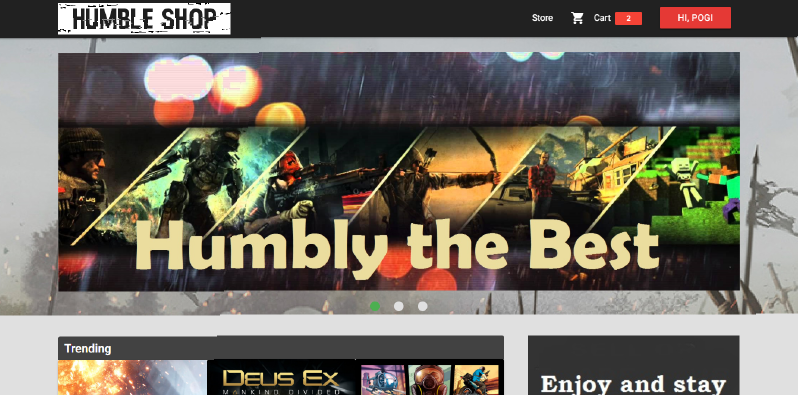 HUMBLE SHOP
Store Cart 2 HI, POGI
Humbly the Best
Trending
DEUS EX
MANKIND DIVIDED
Enjoy and stay